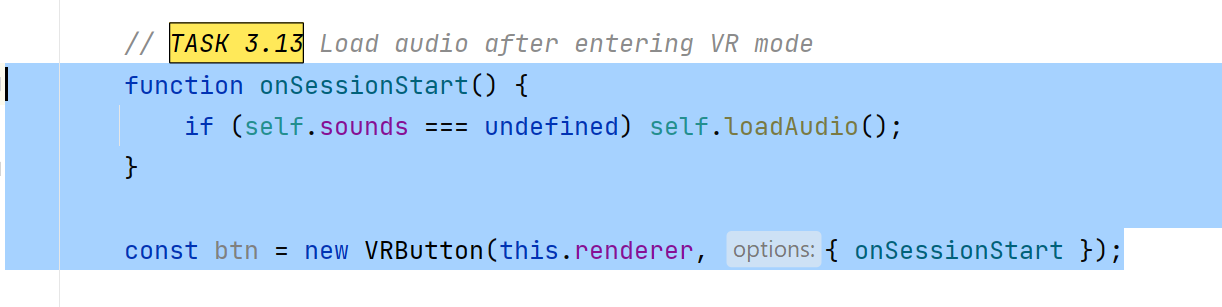 // TASK 3.13 Load audio after entering VR mode
function onSessionStart() {
if (self.sounds === undefined) self.loadAudio();
}
const btn = new VRButton(this.renderer, options: { onSessionStart });